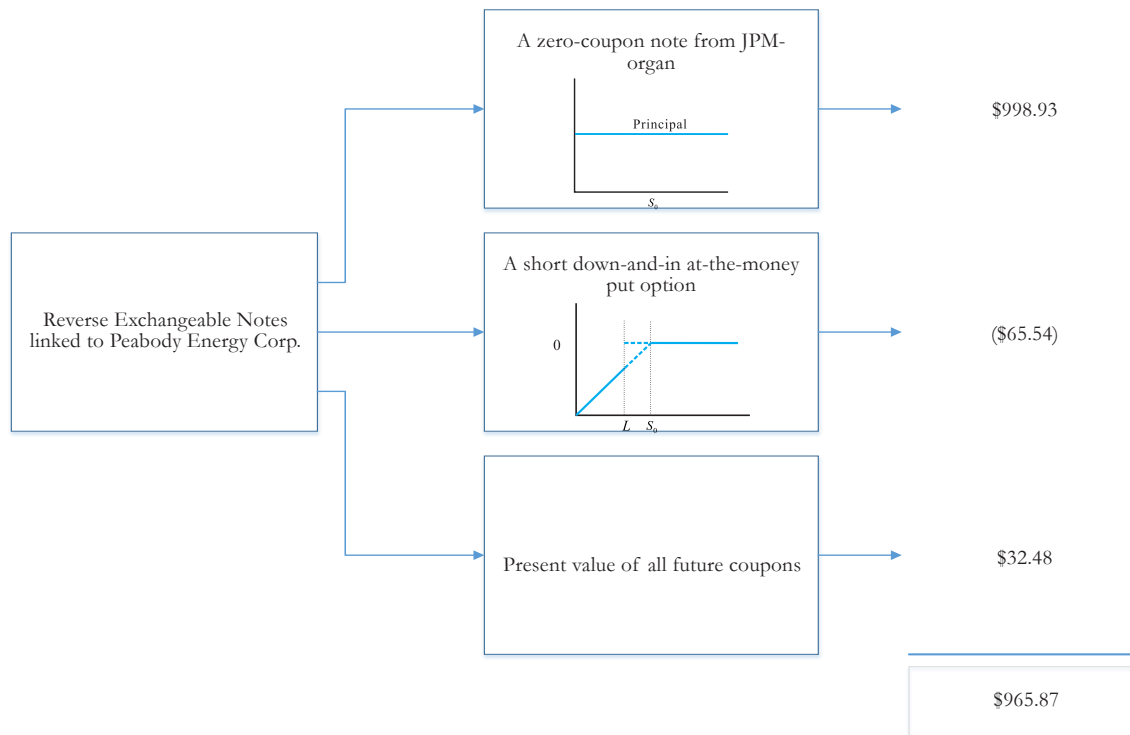 A zero-coupon note from JPM-
organ
Principal
S₀
$998.93
Reverse Exchangeable Notes
linked to Peabody Energy Corp.
A short down-and-in at-the-money
put option
0
L S₀
($65.54)
Present value of all future coupons
$32.48
$965.87